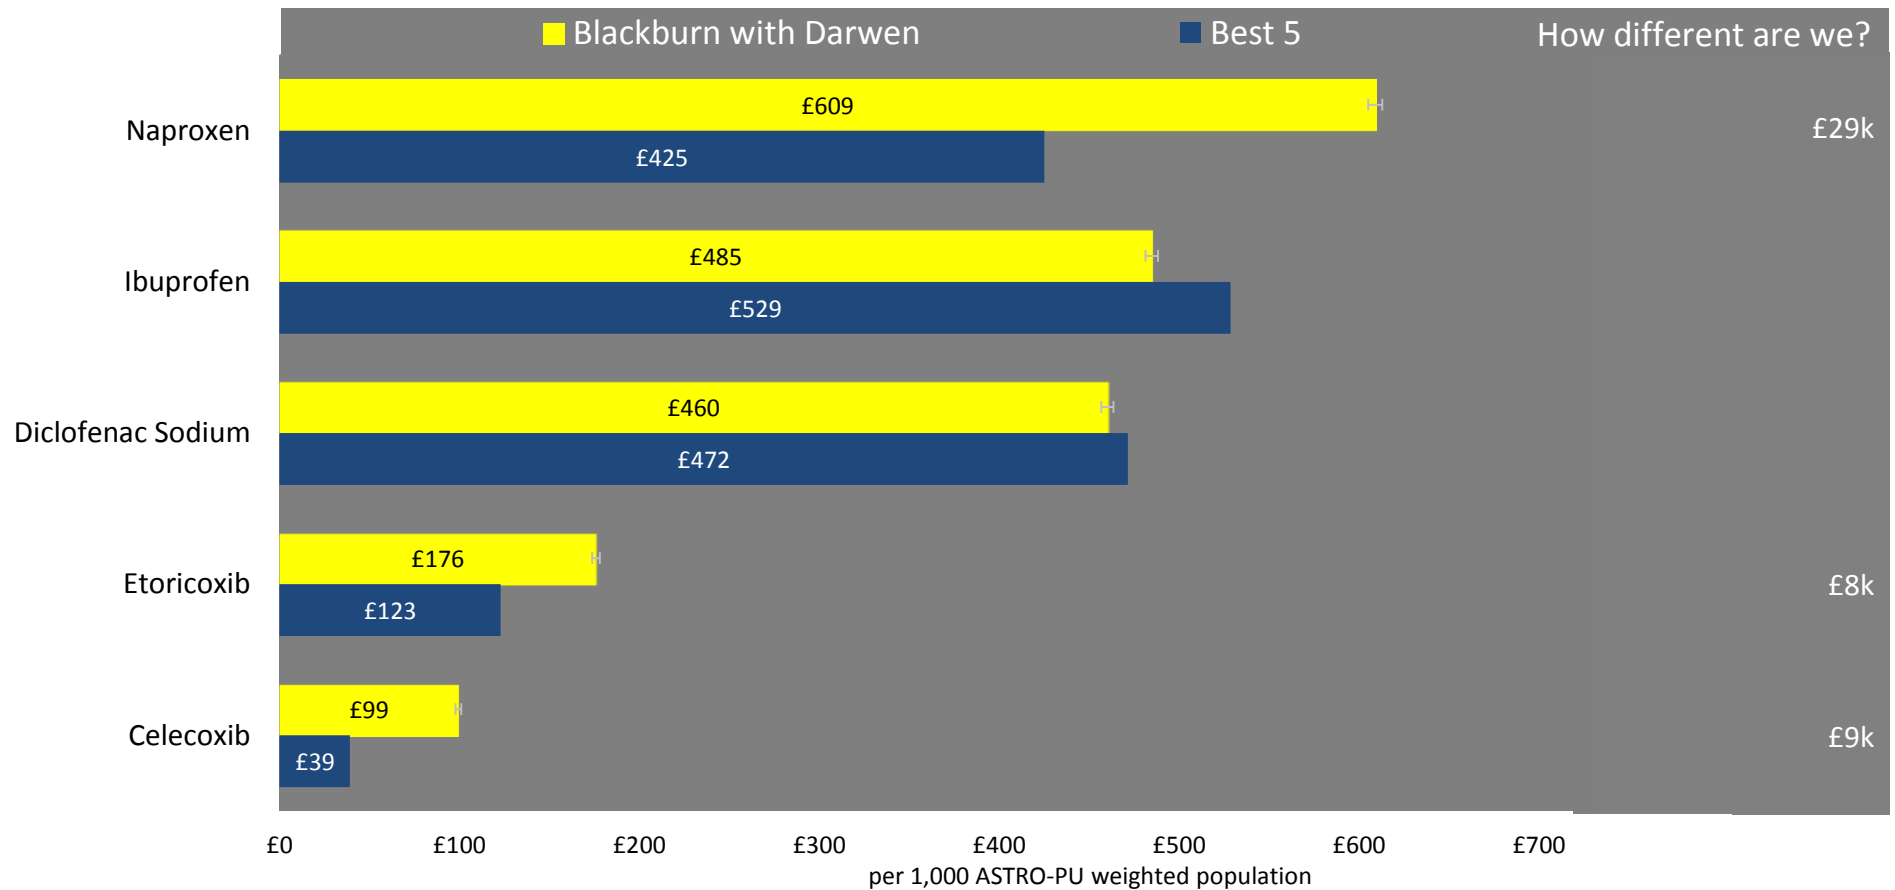 Blackburn with Darwen Best 5 How different are we?
Naproxen £609 £29k
£425
Ibuprofen £485
£529
Diclofenac Sodium £460
£472
Etoricoxib £176 £8k
£123
Celecoxib £99 £9k
£39
£0 £100 £200 £300 £400 £500 £600 £700
per 1,000 ASTRO-PU weighted population